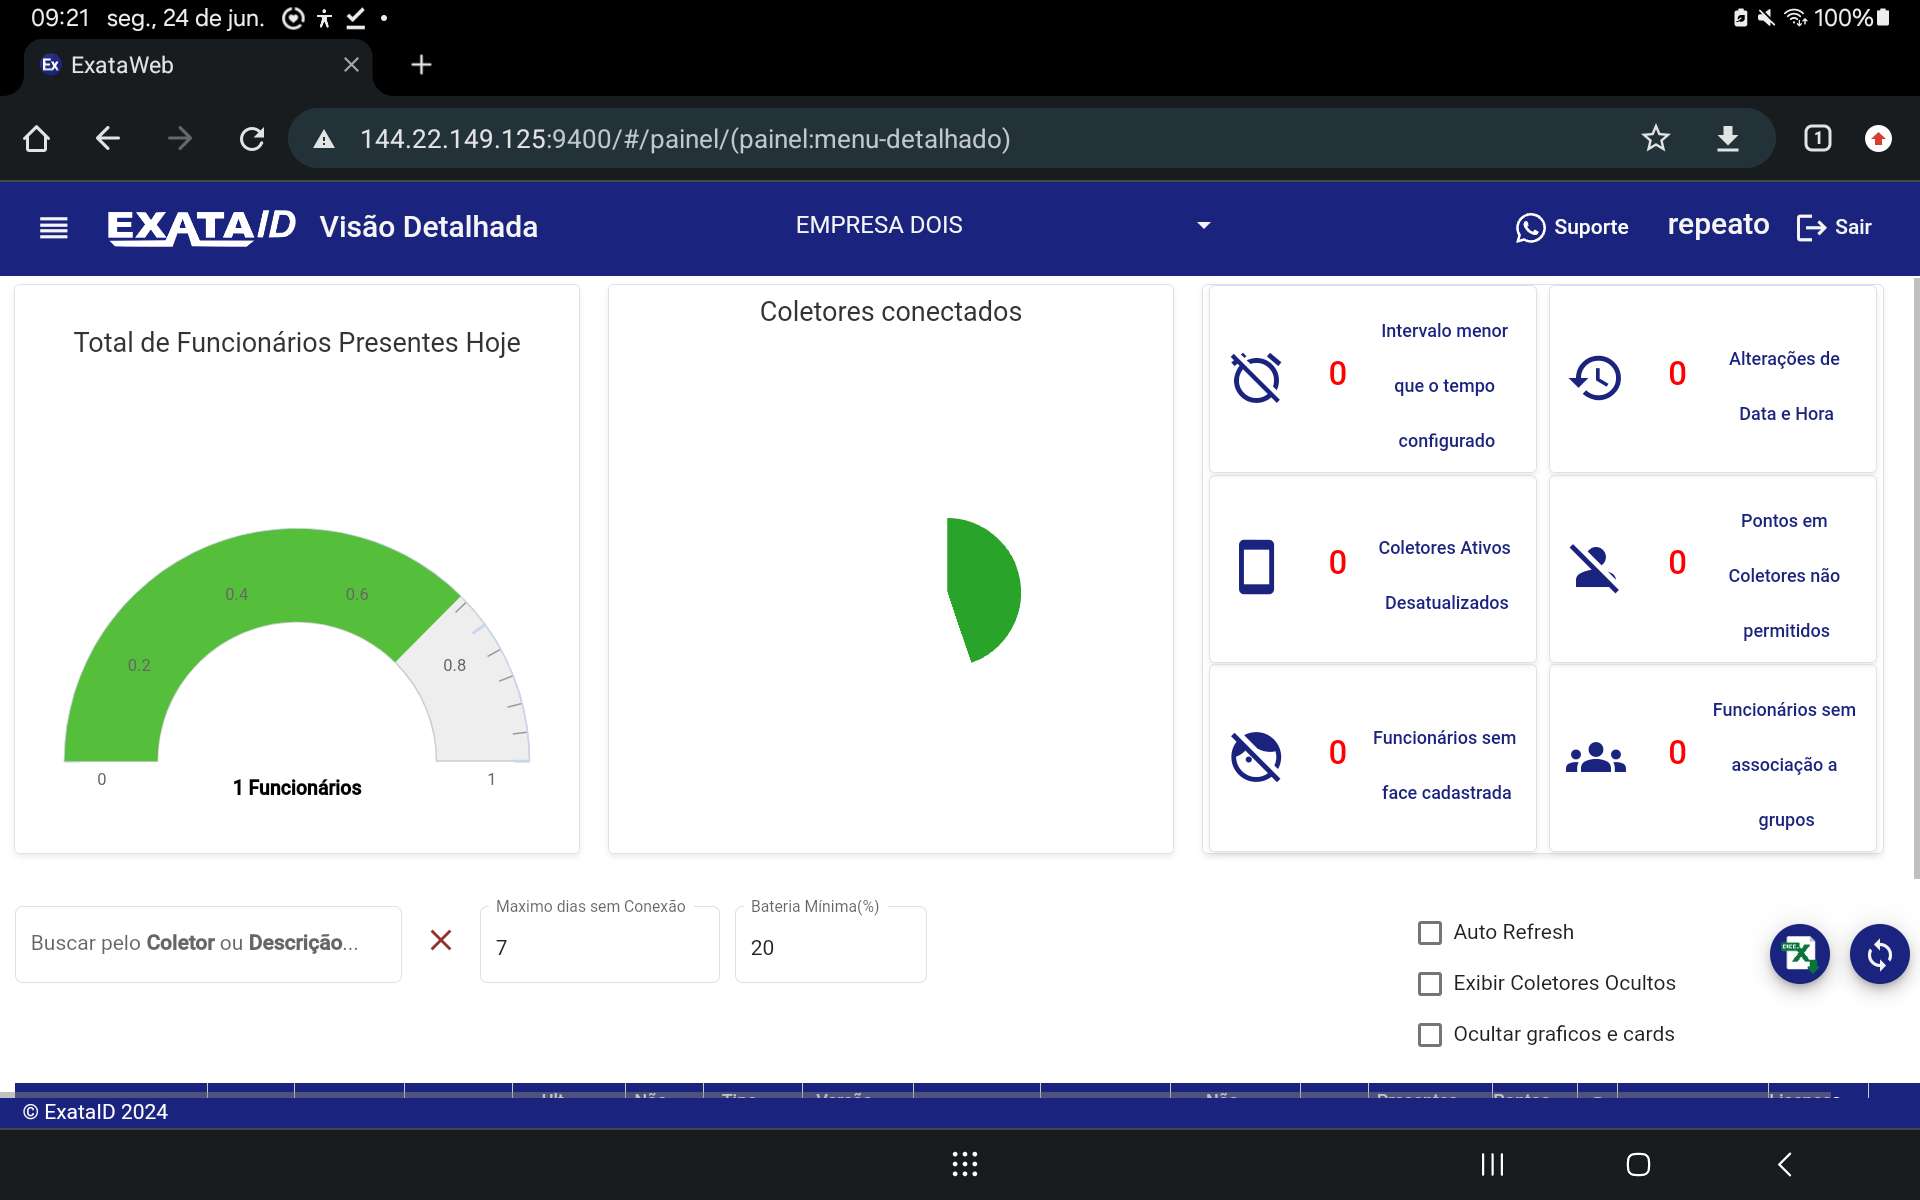 09:21 seg., 24 de jun.
100%
Ex ExataWeb
144.22.149.125:9400/#/painel/(painel:menu-detalhado)
1
EXATAID Visão Detalhada
EMPRESA DOIS
Suporte
repeato
Sair
Total de Funcionários Presentes Hoje
0.4 0.6
0.2 0.8
0 1
1 Funcionários
Coletores conectados
0
Intervalo menor
que o tempo
configurado
0
Alterações de
Data e Hora
0
Coletores Ativos
Desatualizados
0
Pontos em
Coletores não
permitidos
0
Funcionários sem
face cadastrada
0
Funcionários sem
associação a
grupos
Buscar pelo Coletor ou Descrição...
Maximo dias sem Conexão
7
Bateria Mínima(%)
20
Auto Refresh
Exibir Coletores Ocultos
Ocultar graficos e cards
© ExataID 2024